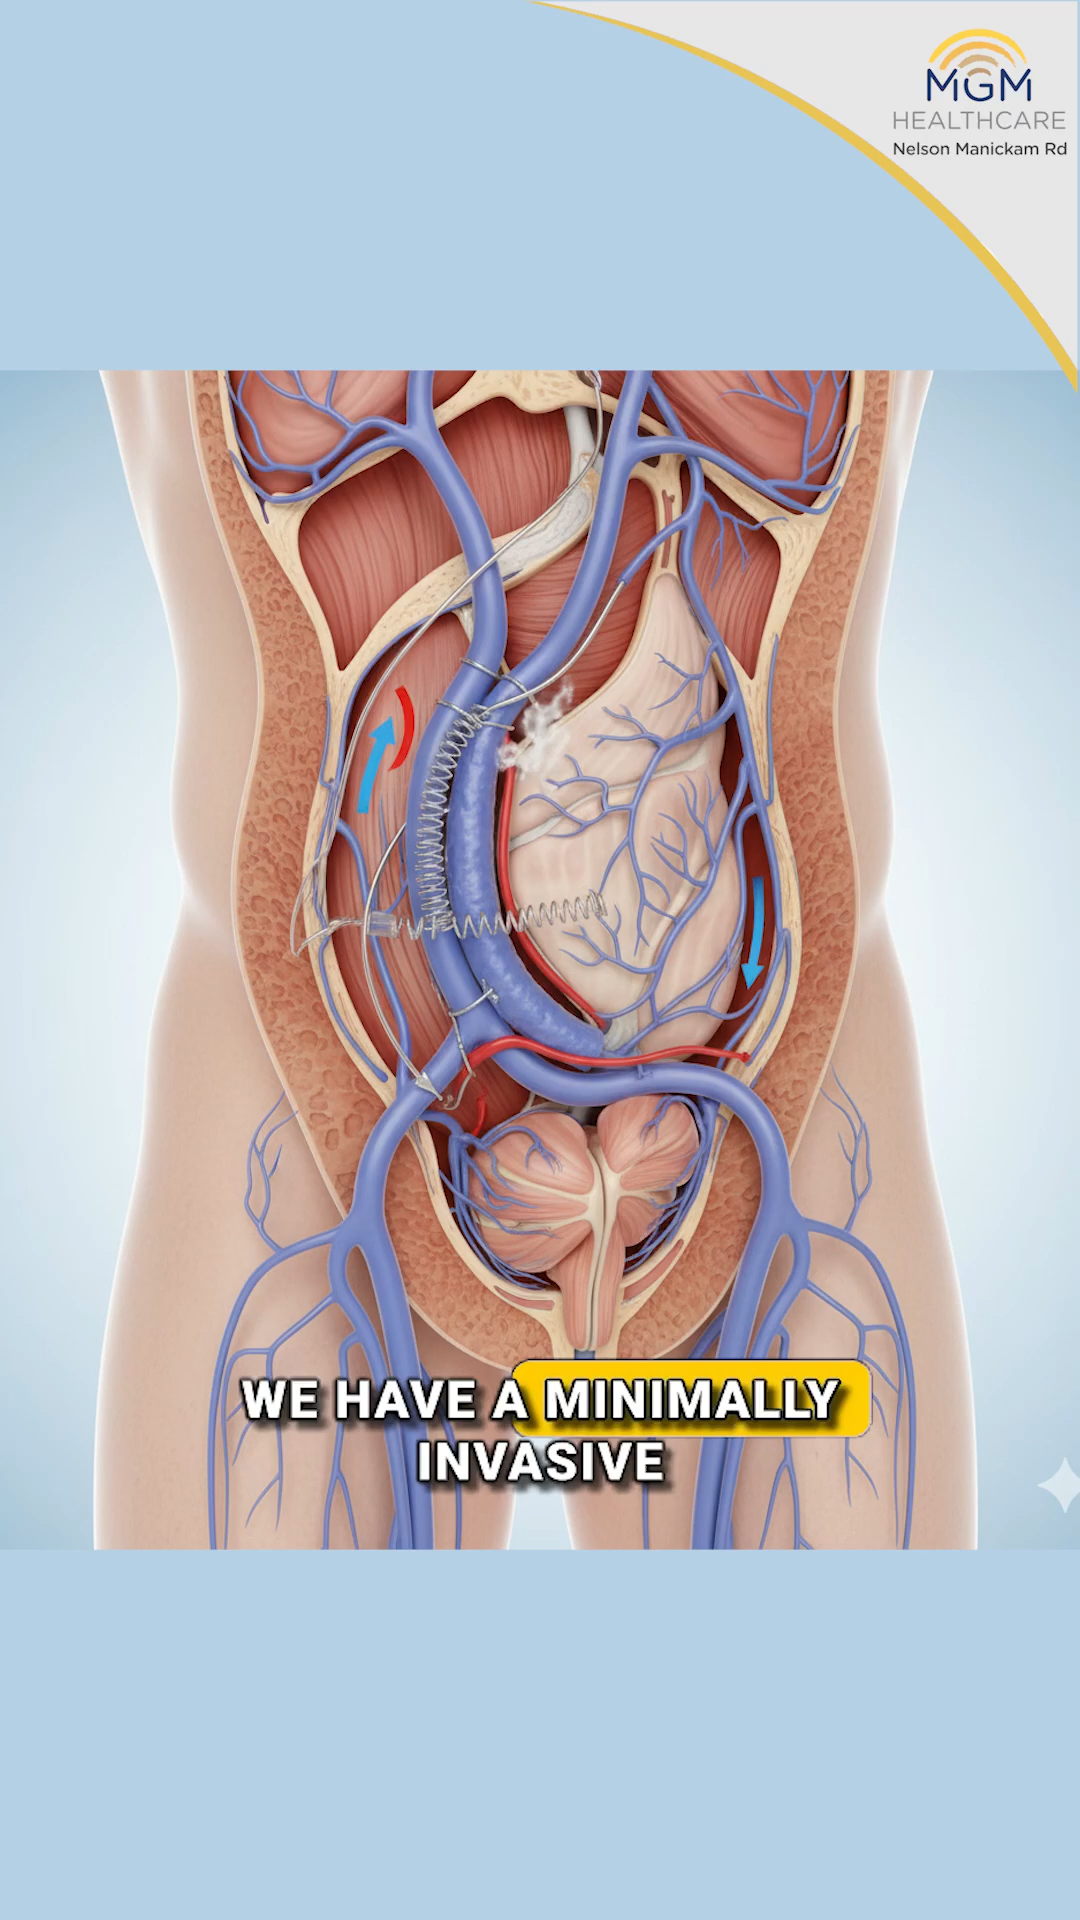 MGM
HEALTHCARE
Nelson Manickam Rd
WE HAVE A MINIMALLY
INVASIVE